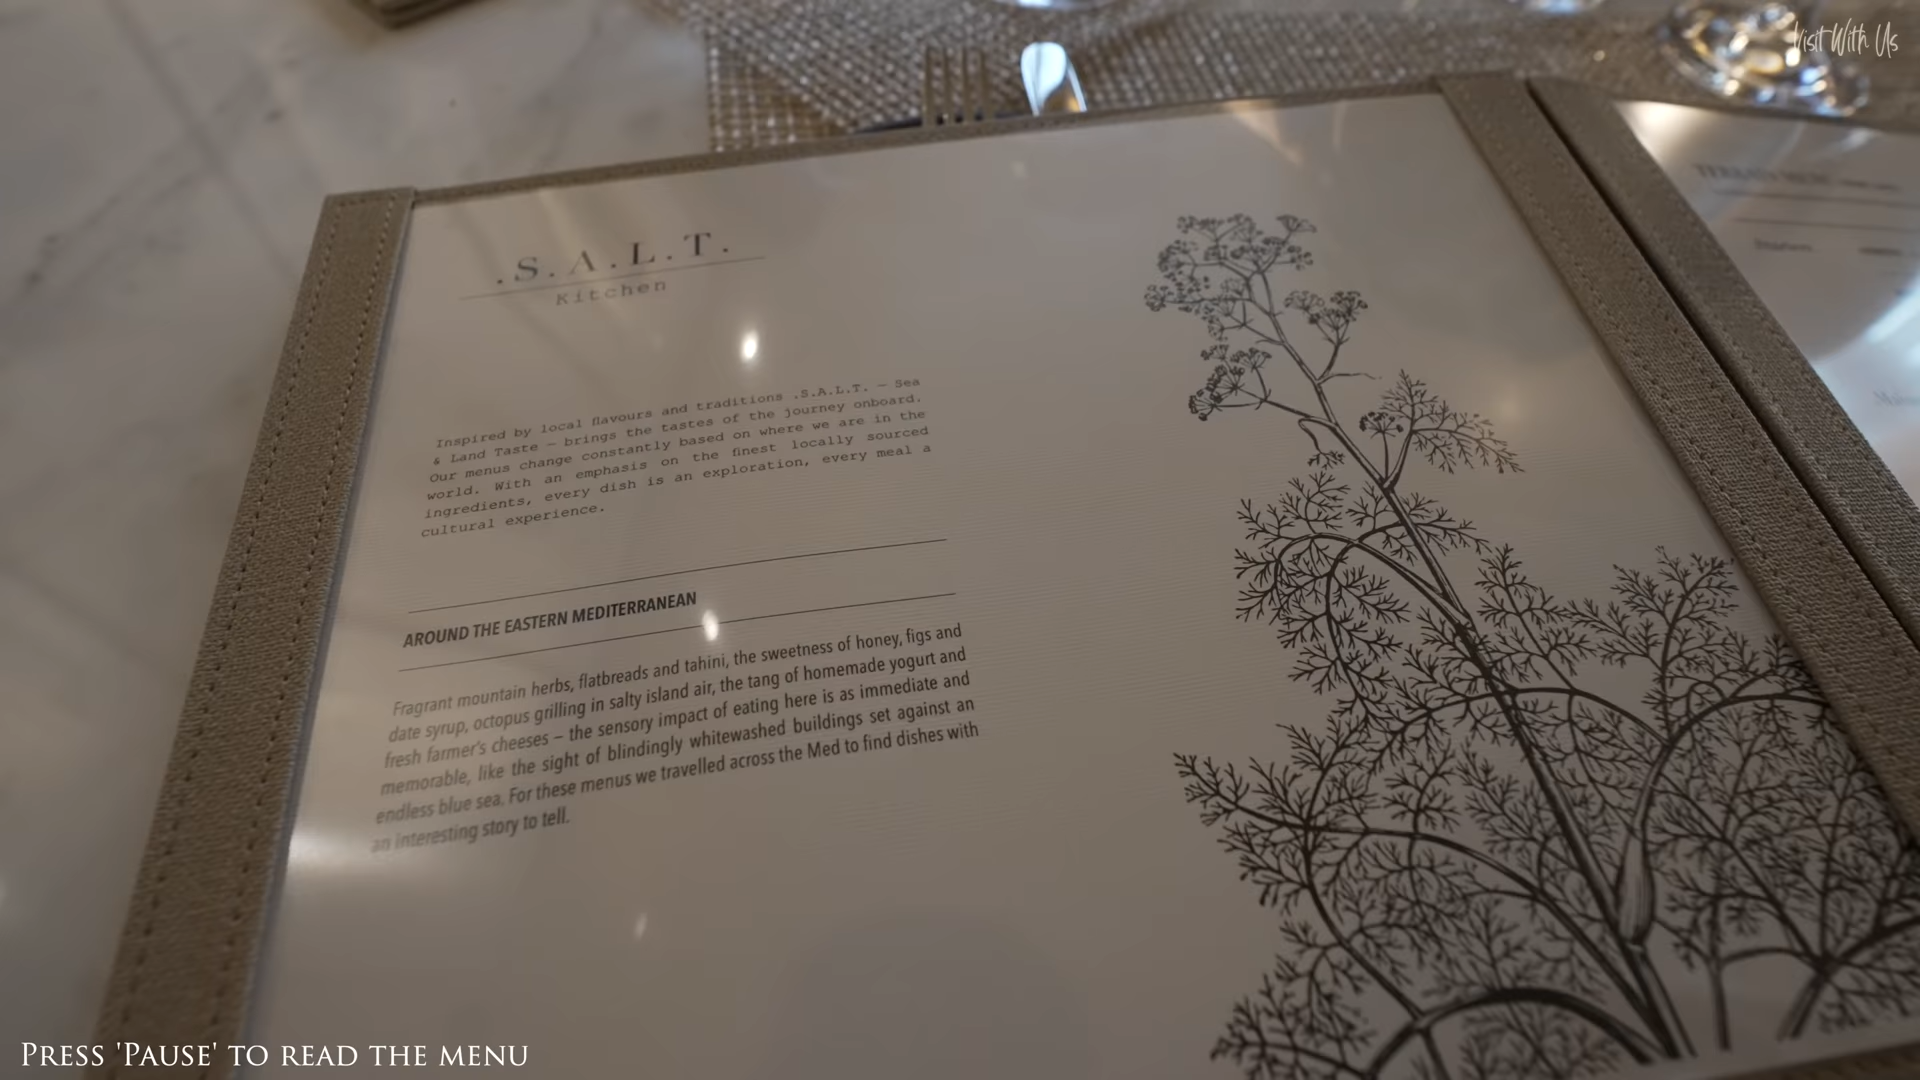 Visit With Us
.S.A.L.T.
Kitchen
Inspired by local flavours and traditions .S.A.L.T. – Sea
& Land Taste – brings the tastes of the journey onboard.
Our menus change constantly based on where we are in the
world. With an emphasis on the finest locally sourced
ingredients, every dish is an exploration, every meal a
cultural experience.
AROUND THE EASTERN MEDITERRANEAN
Fragrant mountain herbs, flatbreads and tahini, the sweetness of honey, figs and
date syrup, octopus grilling in salty island air, the tang of homemade yogurt and
fresh farmer's cheeses – the sensory impact of eating here is as immediate and
memorable, like the sight of blindingly whitewashed buildings set against an
endless blue sea. For these menus we travelled across the Med to find dishes with
an interesting story to tell.
PRESS 'PAUSE' TO READ THE MENU